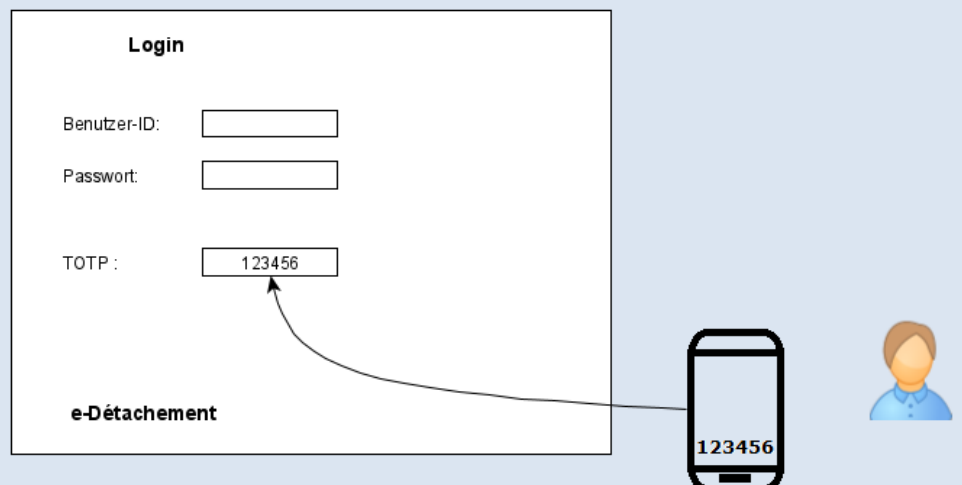 Login
Benutzer-ID:
Passwort:
TOTP :
123456
e-Détachement
123456